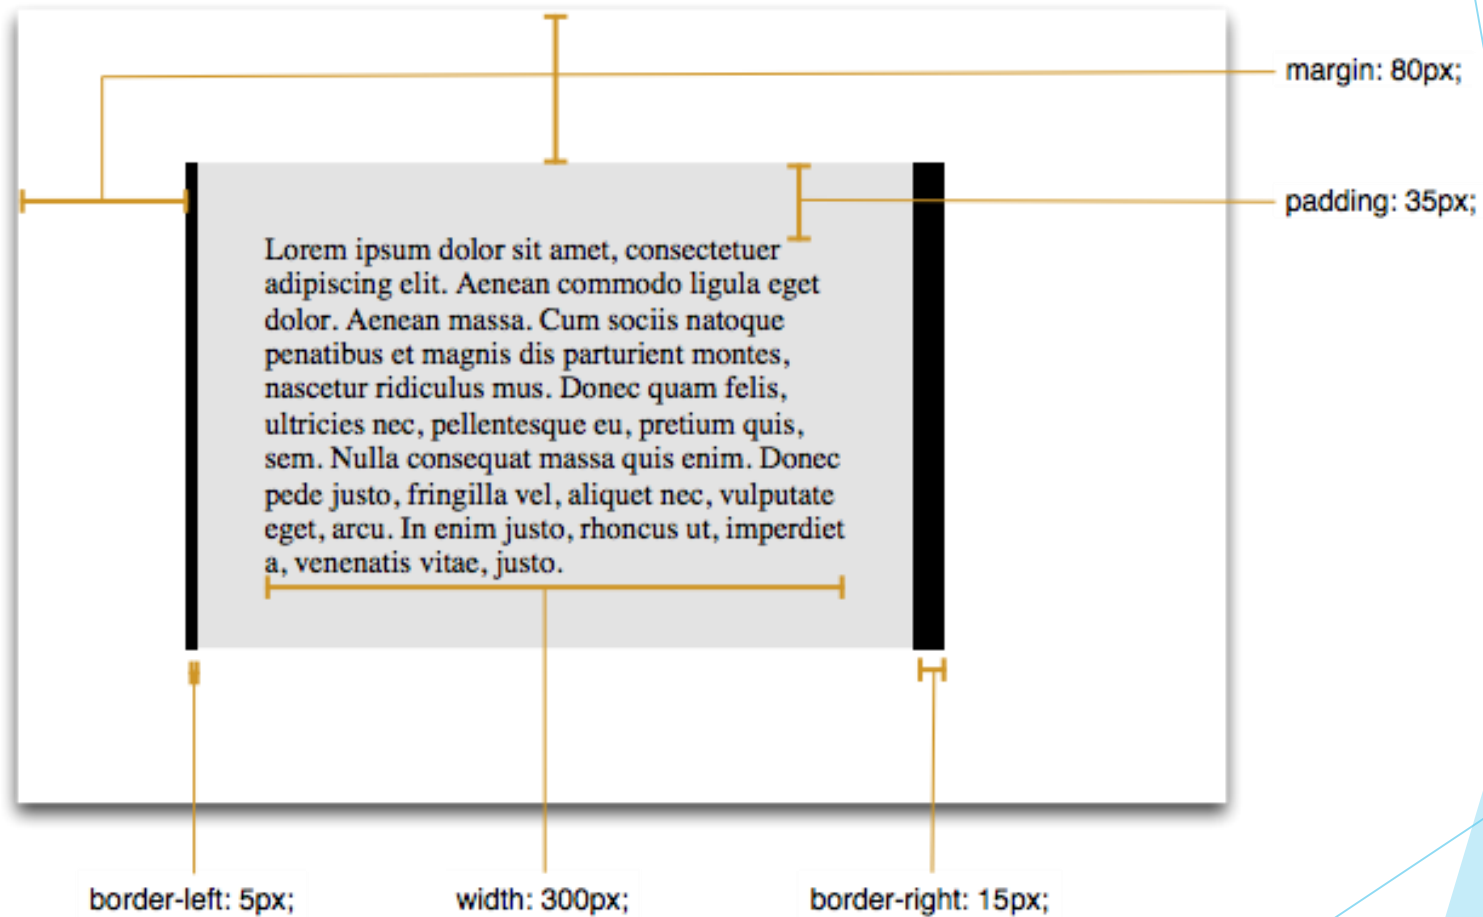 margin: 80px;
padding: 35px;
Lorem ipsum dolor sit amet, consectetuer
adipiscing elit. Aenean commodo ligula eget
dolor. Aenean massa. Cum sociis natoque
penatibus et magnis dis parturient montes,
nascetur ridiculus mus. Donec quam felis,
ultricies nec, pellentesque eu, pretium quis,
sem. Nulla consequat massa quis enim. Donec
pede justo, fringilla vel, aliquet nec, vulputate
eget, arcu. In enim justo, rhoncus ut, imperdiet
a, venenatis vitae, justo.
border-left: 5px;
width: 300px;
border-right: 15px;